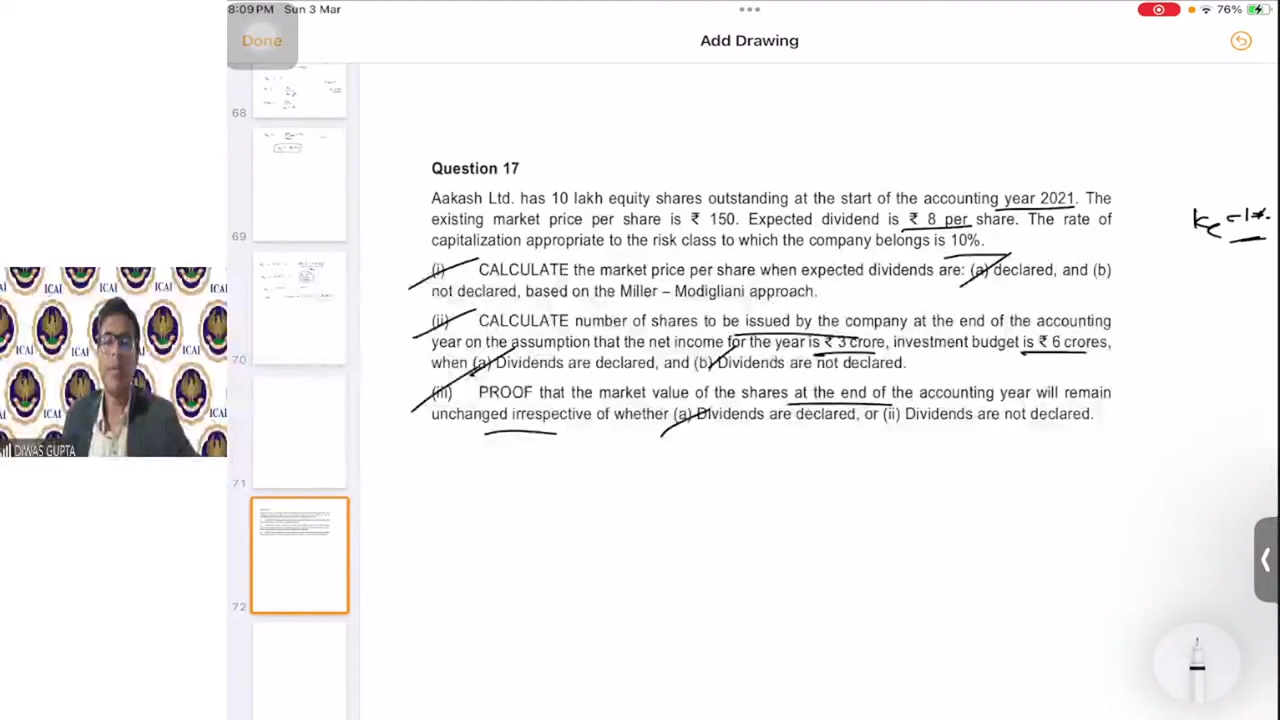 8:09 PM Sun 3 Mar
76%
Done
Add Drawing
68
69
70
71
72
ICAI
ICAI
DIWAS GUPTA
Question 17
Aakash Ltd. has 10 lakh equity shares outstanding at the start of the accounting year 2021. The
existing market price per share is ₹ 150. Expected dividend is ₹ 8 per share. The rate of
capitalization appropriate to the risk class to which the company belongs is 10%.
(i) CALCULATE the market price per share when expected dividends are: (a) declared, and (b)
not declared, based on the Miller – Modigliani approach.
(ii) CALCULATE number of shares to be issued by the company at the end of the accounting
year on the assumption that the net income for the year is ₹ 3 crore, investment budget is ₹ 6 crores,
when (a) Dividends are declared, and (b) Dividends are not declared.
(iii) PROOF that the market value of the shares at the end of the accounting year will remain
unchanged irrespective of whether (a) Dividends are declared, or (ii) Dividends are not declared.